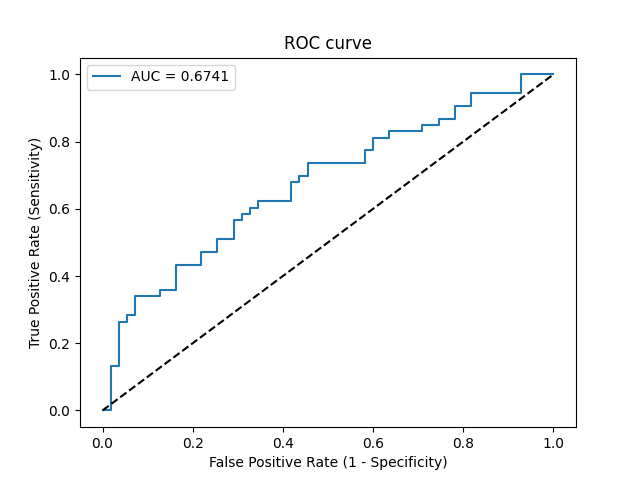 ROC curve
AUC = 0.6741
True Positive Rate (Sensitivity)
1.0
0.8
0.6
0.4
0.2
0.0
0.0 0.2 0.4 0.6 0.8 1.0
False Positive Rate (1 - Specificity)